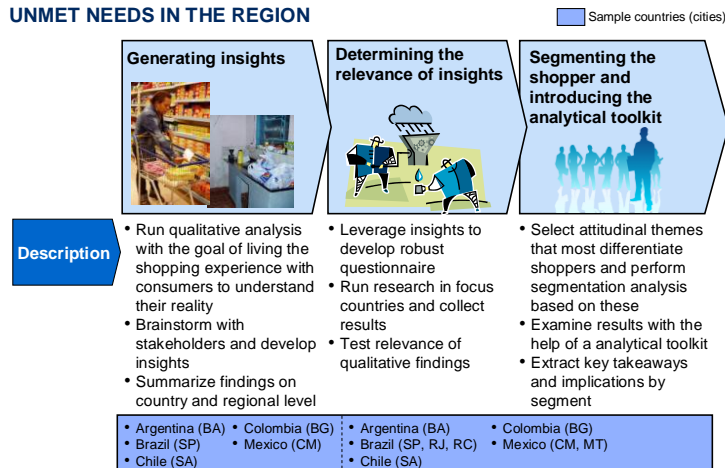 UNMET NEEDS IN THE REGION
Sample countries (cities)
Generating insights
Determining the
relevance of insights
Segmenting the
shopper and
introducing the
analytical toolkit
Description
• Run qualitative analysis
with the goal of living the
shopping experience with
consumers to understand
their reality
• Brainstorm with
stakeholders and develop
insights
• Summarize findings on
country and regional level
• Leverage insights to
develop robust
questionnaire
• Run research in focus
countries and collect
results
• Test relevance of
qualitative findings
• Select attitudinal themes
that most differentiate
shoppers and perform
segmentation analysis
based on these
• Examine results with the
help of a analytical toolkit
• Extract key takeaways
and implications by
segment
• Argentina (BA)
• Brazil (SP)
• Chile (SA)
• Colombia (BG)
• Mexico (CM)
• Argentina (BA)
• Brazil (SP, RJ, RC)
• Chile (SA)
• Colombia (BG)
• Mexico (CM, MT)